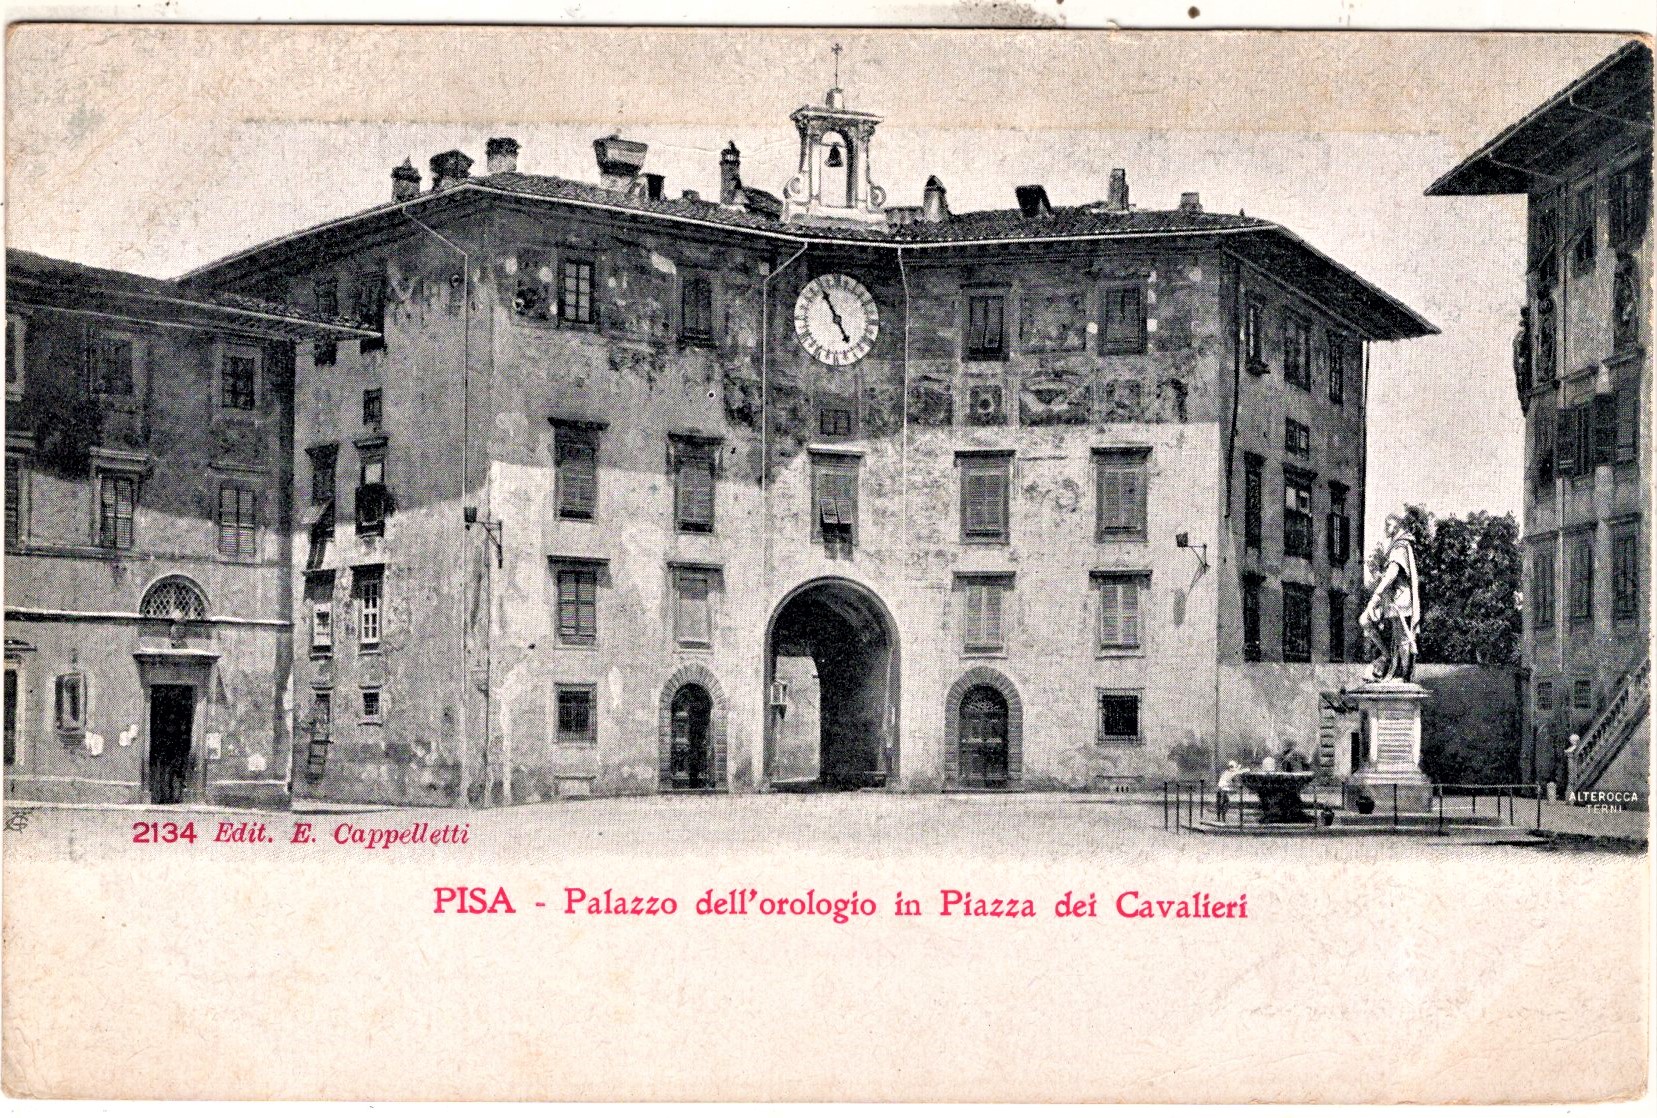 ALTEROCCA
TERNI
2134 Edit. E. Cappelletti
PISA - Palazzo dell'orologio in Piazza dei Cavalieri